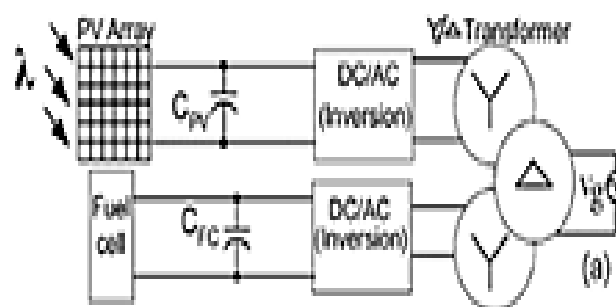 PV Array
Y/Δ Transformer
λ
C_PV
DC/AC
(Inversion)
Y
Δ
Fuel
cell
C_FC
DC/AC
(Inversion)
Y
(a)